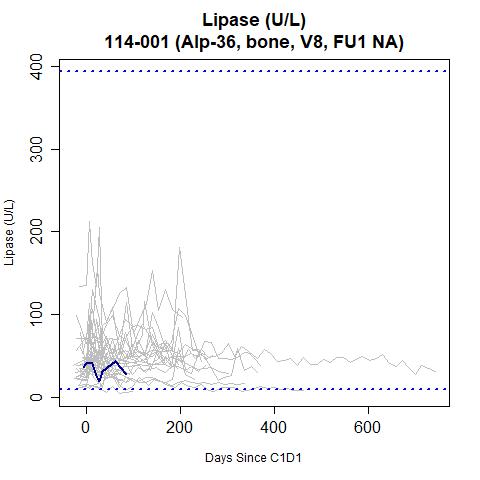 Lipase (U/L)
114-001 (Alp-36, bone, V8, FU1 NA)
Lipase (U/L)
400
300
200
100
0
0 200 400 600
Days Since C1D1